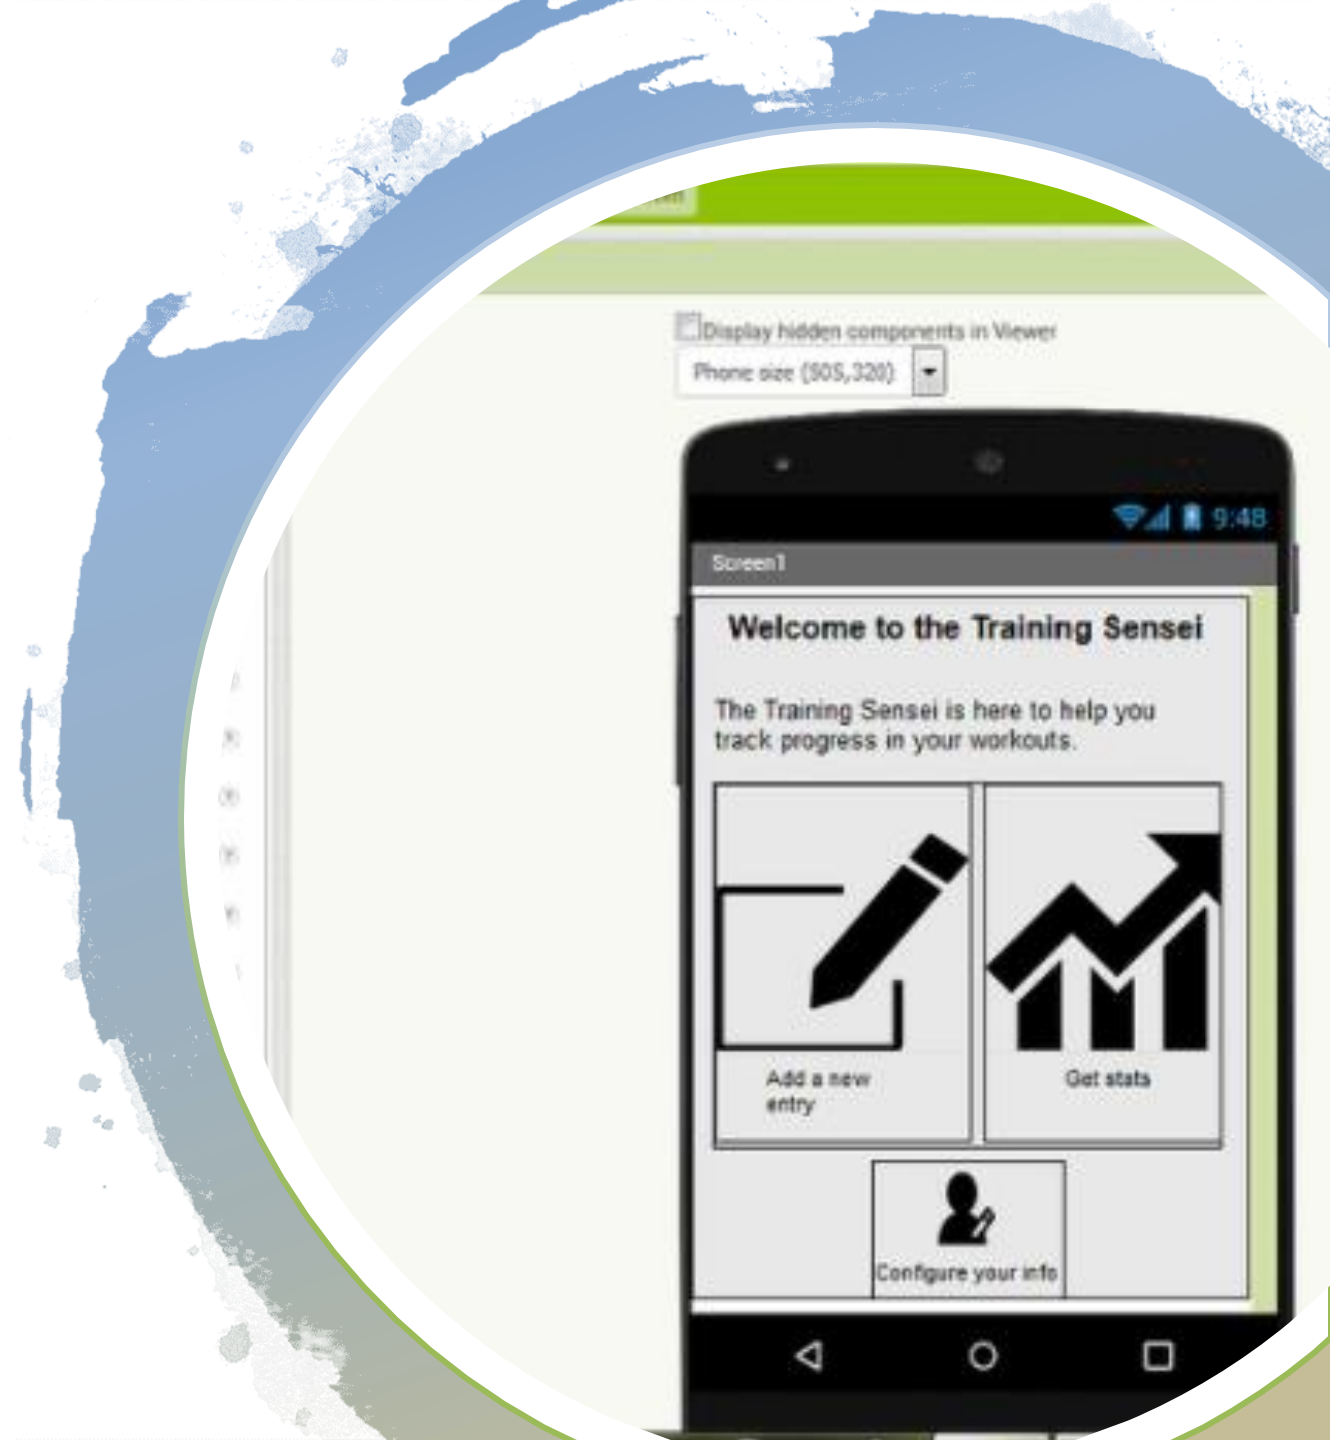 Display hidden components in Viewer
Phone size (505,320)
9:48
Screen1
Welcome to the Training Sensei
The Training Sensei is here to help you
track progress in your workouts.
Add a new
entry
Get stats
Configure your info